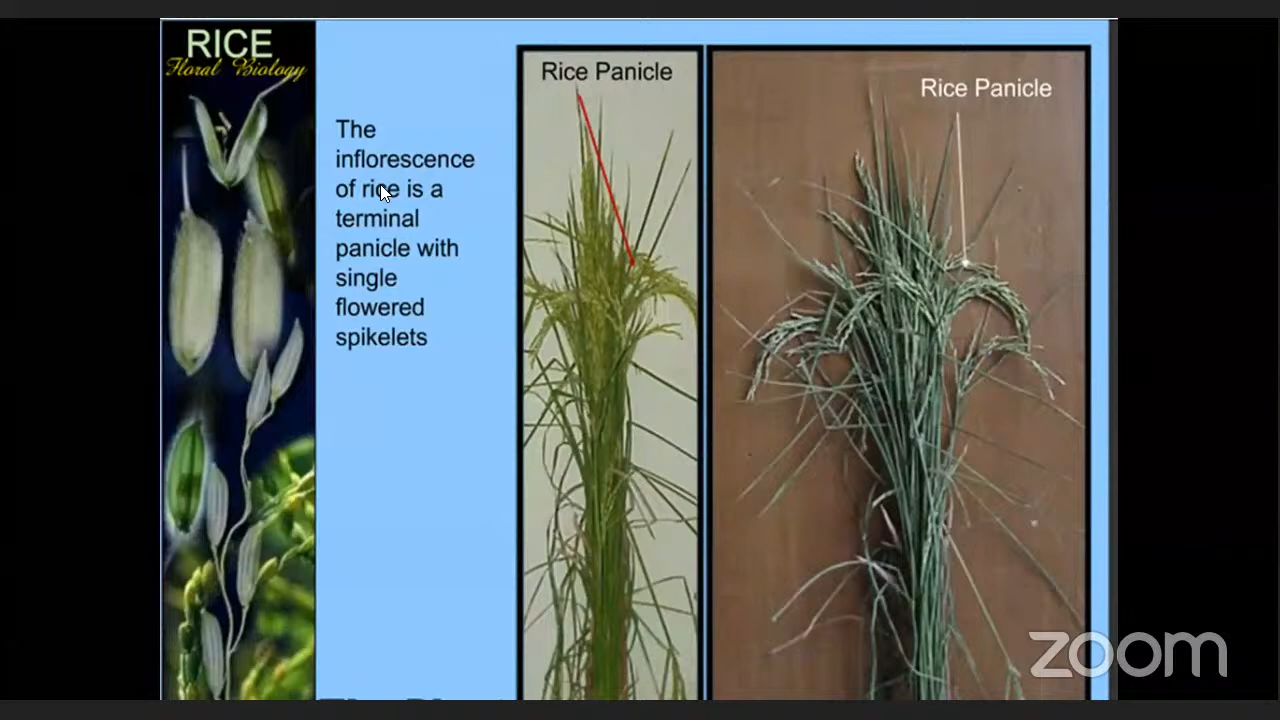 RICE
Floral Biology
The
inflorescence
of rice is a
terminal
panicle with
single
flowered
spikelets
Rice Panicle
Rice Panicle
zoom